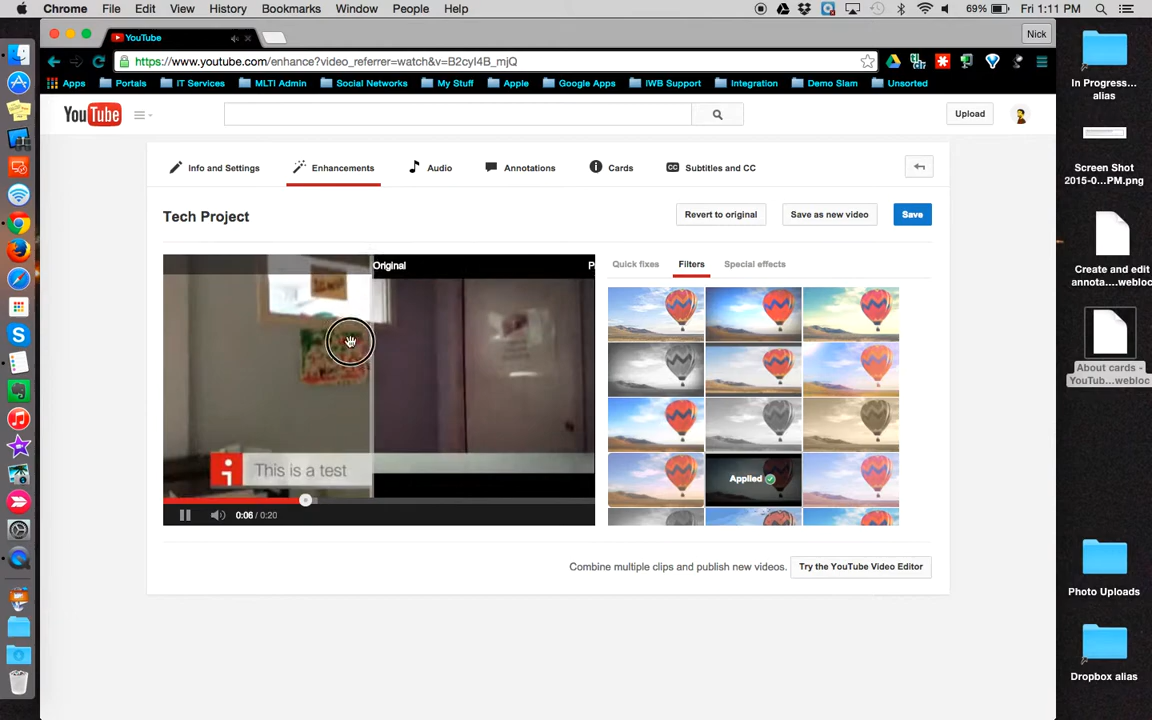 Chrome File Edit View History Bookmarks Window People Help 69% Fri 1:11 PM
YouTube Nick
https://www.youtube.com/enhance?video_referrer=watch&v=B2cyI4B_mjQ
Apps Portals IT Services MLTI Admin Social Networks My Stuff Apple Google Apps IWB Support Integration Demo Slam Unsorted
YouTube Upload
Info and Settings Enhancements Audio Annotations Cards CC Subtitles and CC
Tech Project Revert to original Save as new video Save
Original P
Quick fixes Filters Special effects
Applied
This is a test
0:06 / 0:20
Combine multiple clips and publish new videos. Try the YouTube Video Editor
In Progress...
alias
Screen Shot
2015-0...PM.png
Create and edit
annota....webloc
About cards -
YouTub...webloc
Photo Uploads
Dropbox alias